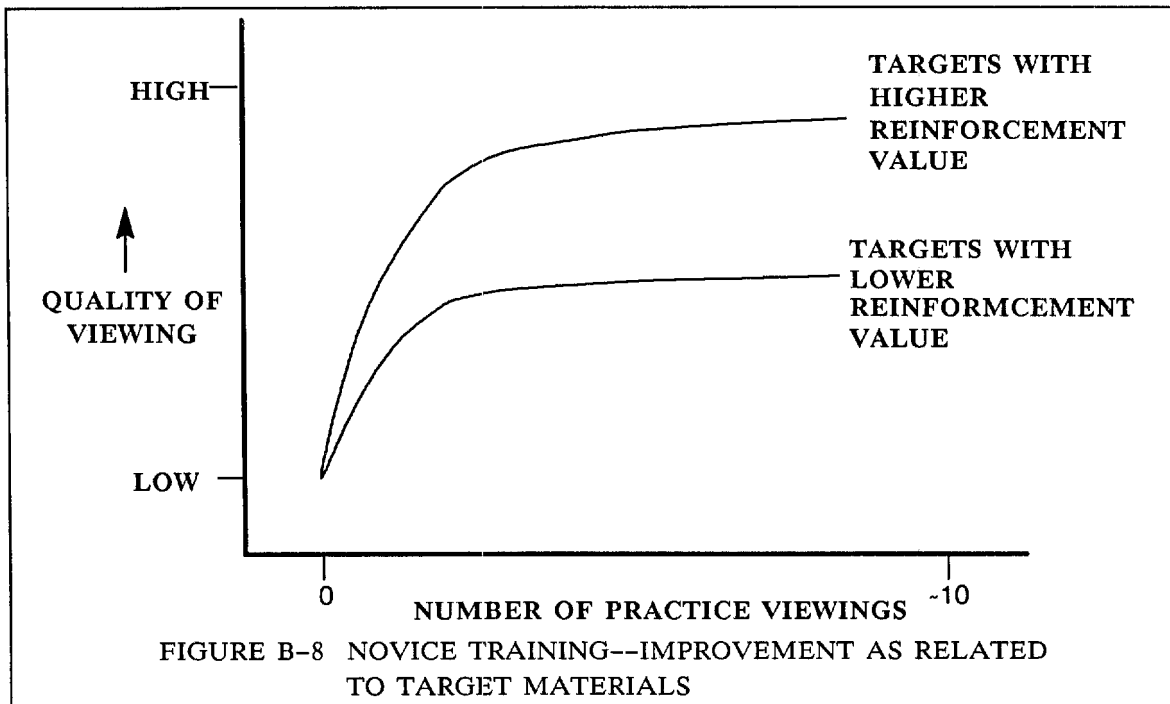 HIGH
TARGETS WITH
HIGHER
REINFORCEMENT
VALUE
QUALITY OF
VIEWING
TARGETS WITH
LOWER
REINFORMCEMENT
VALUE
LOW
0
~10
NUMBER OF PRACTICE VIEWINGS
FIGURE B-8 NOVICE TRAINING--IMPROVEMENT AS RELATED
TO TARGET MATERIALS